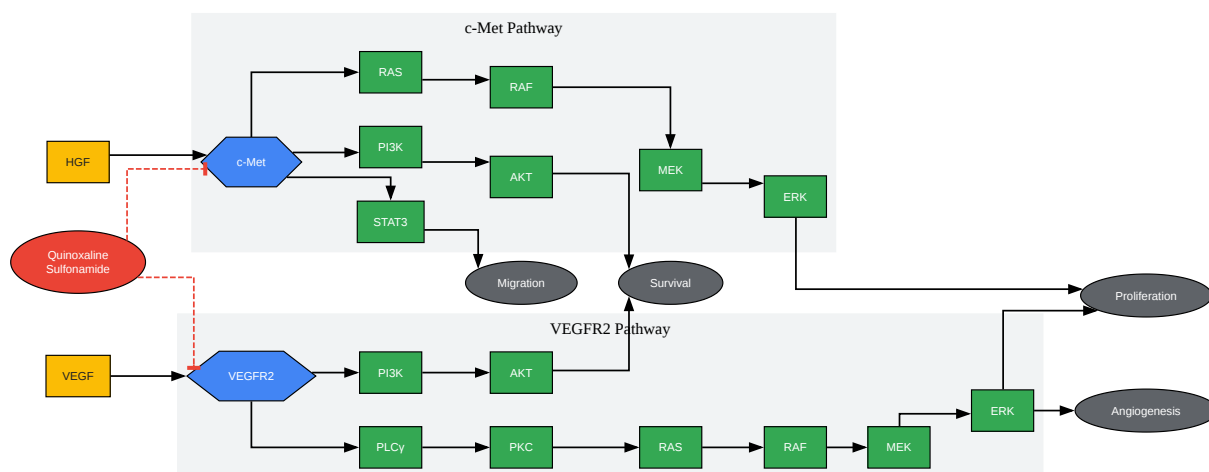 c-Met Pathway
RAS
RAF
HGF
c-Met
PI3K
AKT
MEK
ERK
STAT3
Quinoxaline
Sulfonamide
Migration
Survival
Proliferation
VEGFR2 Pathway
VEGF
VEGFR2
PI3K
AKT
ERK
Angiogenesis
PLCγ
PKC
RAS
RAF
MEK